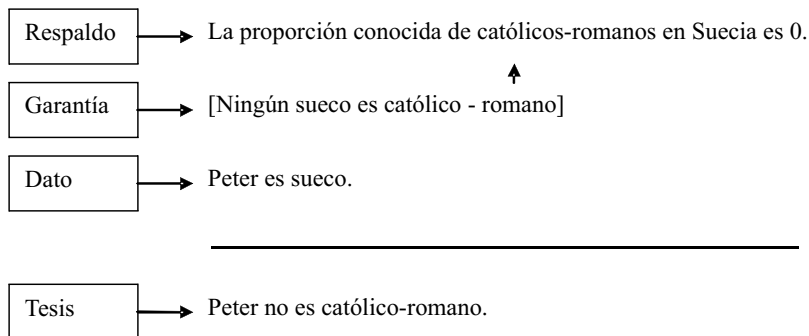 Respaldo La proporción conocida de católicos-romanos en Suecia es 0.
Garantía [Ningún sueco es católico - romano]
Dato Peter es sueco.
Tesis Peter no es católico-romano.